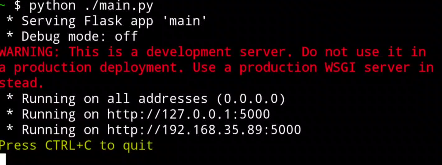 ~ $ python ./main.py
* Serving Flask app 'main'
* Debug mode: off
WARNING: This is a development server. Do not use it in
a production deployment. Use a production WSGI server in
stead.
* Running on all addresses (0.0.0.0)
* Running on http://127.0.0.1:5000
* Running on http://192.168.35.89:5000
Press CTRL+C to quit